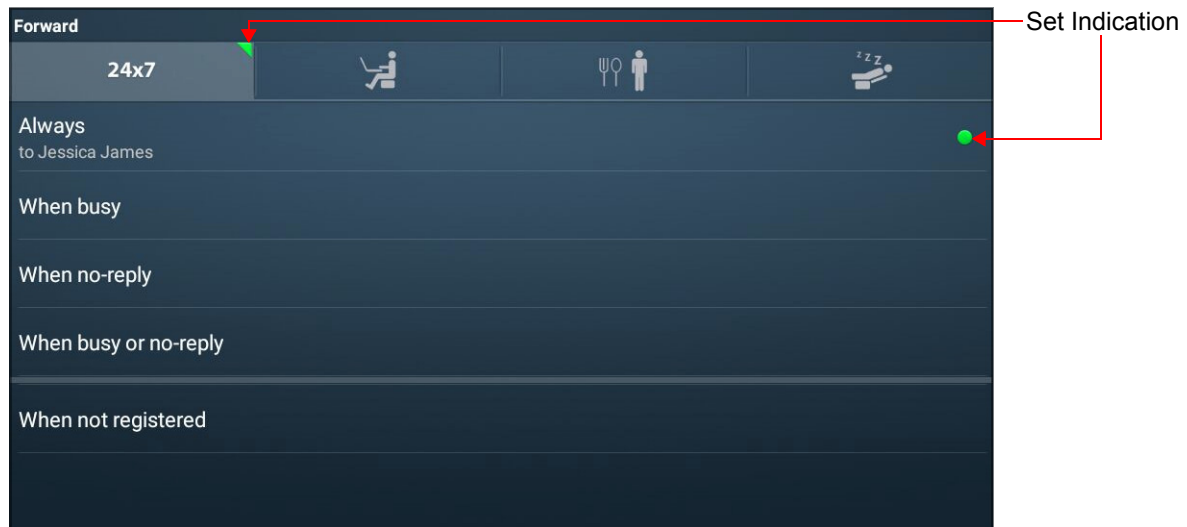 Forward
Set Indication
24x7
z z z
Always
to Jessica James
When busy
When no-reply
When busy or no-reply
When not registered